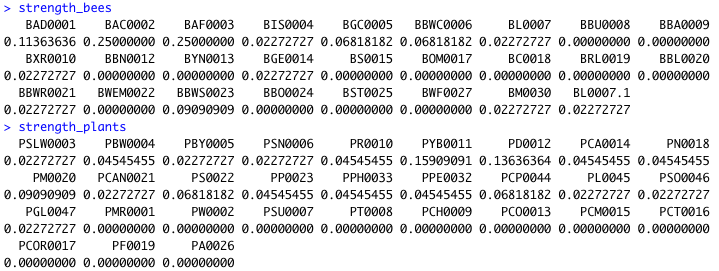 > strength_bees
BAD0001 BAC0002 BAF0003 BIS0004 BGC0005 BBWC0006 BL0007 BBU0008 BBA0009
0.11363636 0.25000000 0.25000000 0.02272727 0.06818182 0.06818182 0.02272727 0.00000000 0.00000000
BXR0010 BBN0012 BYN0013 BGE0014 BS0015 BOM0017 BC0018 BRL0019 BBL0020
0.02272727 0.00000000 0.00000000 0.02272727 0.00000000 0.00000000 0.00000000 0.00000000 0.00000000
BBWR0021 BWEM0022 BBWS0023 BBO0024 BST0025 BWF0027 BM0030 BL0007.1
0.02272727 0.00000000 0.09090909 0.00000000 0.00000000 0.00000000 0.02272727 0.02272727
> strength_plants
PSLW0003 PBW0004 PBY0005 PSN0006 PR0010 PYB0011 PD0012 PCA0014 PN0018
0.02272727 0.04545455 0.02272727 0.02272727 0.04545455 0.15909091 0.13636364 0.04545455 0.04545455
PM0020 PCAN0021 PS0022 PP0023 PPH0033 PPE0032 PCP0044 PL0045 PSO0046
0.09090909 0.02272727 0.06818182 0.04545455 0.04545455 0.04545455 0.06818182 0.02272727 0.02272727
PGL0047 PMR0001 PW0002 PSU0007 PT0008 PCH0009 PCO0013 PCM0015 PCT0016
0.02272727 0.00000000 0.00000000 0.00000000 0.00000000 0.00000000 0.00000000 0.00000000 0.00000000
PCOR0017 PF0019 PA0026
0.00000000 0.00000000 0.00000000